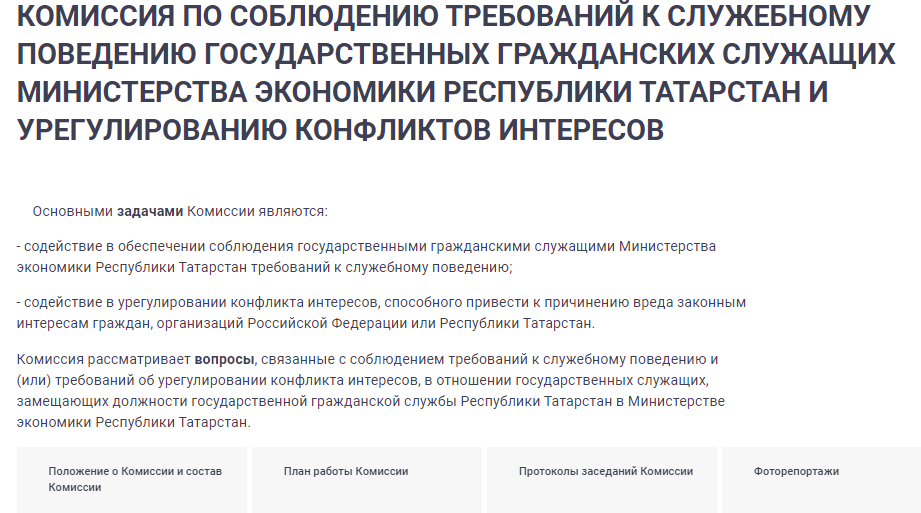 КОМИССИЯ ПО СОБЛЮДЕНИЮ ТРЕБОВАНИЙ К СЛУЖЕБНОМУ
ПОВЕДЕНИЮ ГОСУДАРСТВЕННЫХ ГРАЖДАНСКИХ СЛУЖАЩИХ
МИНИСТЕРСТВА ЭКОНОМИКИ РЕСПУБЛИКИ ТАТАРСТАН И
УРЕГУЛИРОВАНИЮ КОНФЛИКТОВ ИНТЕРЕСОВ
Основными задачами Комиссии являются:
- содействие в обеспечении соблюдения государственными гражданскими служащими Министерства
экономики Республики Татарстан требований к служебному поведению;
- содействие в урегулировании конфликта интересов, способного привести к причинению вреда законным
интересам граждан, организаций Российской Федерации или Республики Татарстан.
Комиссия рассматривает вопросы, связанные с соблюдением требований к служебному поведению и
(или) требований об урегулировании конфликта интересов, в отношении государственных служащих,
замещающих должности государственной гражданской службы Республики Татарстан в Министерстве
экономики Республики Татарстан.
Положение о Комиссии и состав
Комиссии
План работы Комиссии
Протоколы заседаний Комиссии
Фоторепортажи